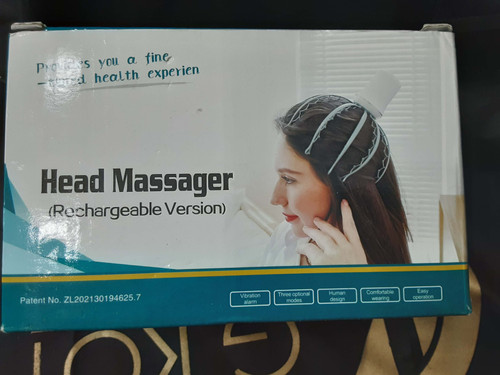 Provides you a fine
health experien
Head Massager
(Rechargeable Version)
Patent No. ZL202130194625.7
Vibration
alarm
Three optional
modes
Human
design
Comfortable
wearing
Easy
operation